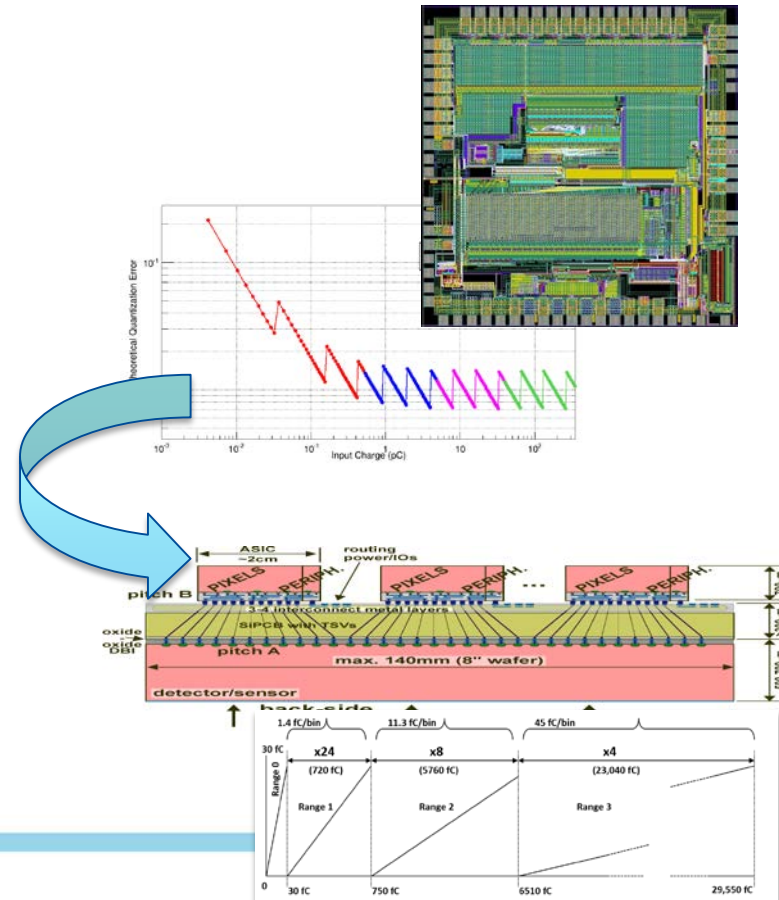 Theoretical Quantization Error
10⁻¹
10⁻³
10⁻²
10⁻¹
1
10
10²
Input Charge (pC)
ASIC
~2cm
routing
power/IOs
PIXELS
PERIPH.
PIXELS
PERIPH.
...
PIXELS
PERIPH.
pitch B
3-4 interconnect metal layers
SiPCB with TSVs
oxide
oxide
DBI
pitch A
max. 140mm (8" wafer)
detector/sensor
back-side
1.4 fC/bin
11.3 fC/bin
45 fC/bin
30 fC
x24
x8
x4
(720 fC)
(5760 fC)
(23,040 fC)
Range 0
Range 1
Range 2
Range 3
0
30 fC
750 fC
6510 fC
29,550 fC